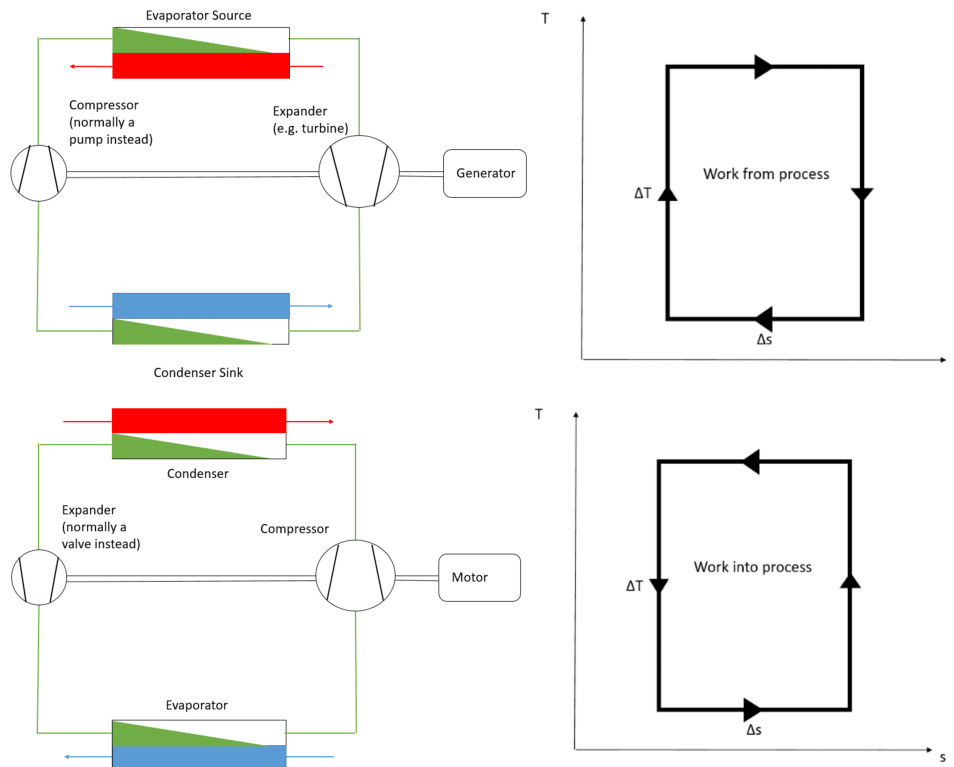 Evaporator Source
Compressor
(normally a
pump instead)
Expander
(e.g. turbine)
Generator
Condenser Sink
T
Work from process
ΔT
Δs
Condenser
Expander
(normally a
valve instead)
Compressor
Motor
Evaporator
T
Work into process
ΔT
Δs
s